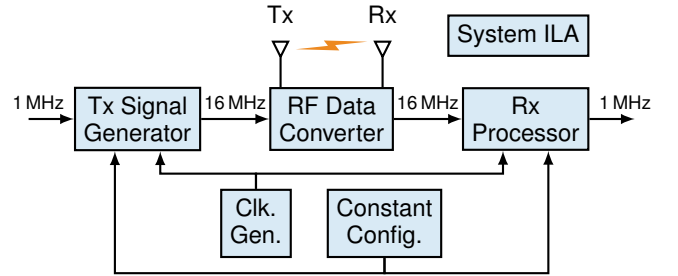 Tx
Rx
System ILA
1 MHz
Tx Signal
Generator
16 MHz
RF Data
Converter
16 MHz
Rx
Processor
1 MHz
Clk.
Gen.
Constant
Config.